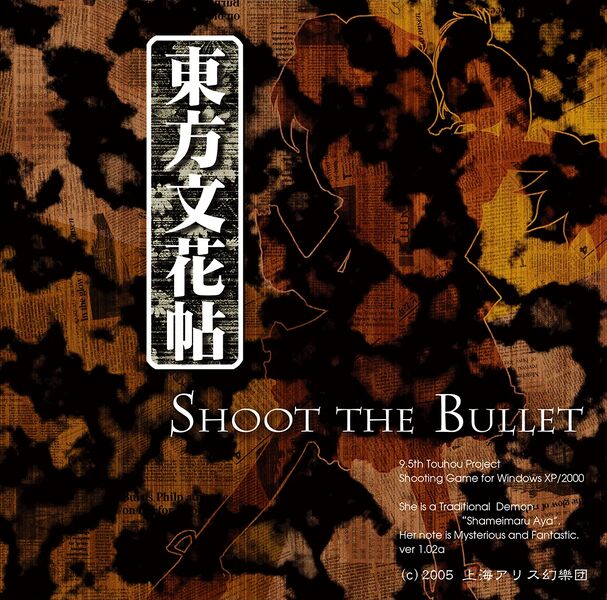 東方文花帖
SHOOT THE BULLET
9.5th Touhou Project
Shooting Game for Windows XP/2000
She is a Traditional Demon
"Shameimaru Aya".
Her note is Mysterious and Fantastic.
ver 1.02a
(c) 2005 上海アリス幻樂団